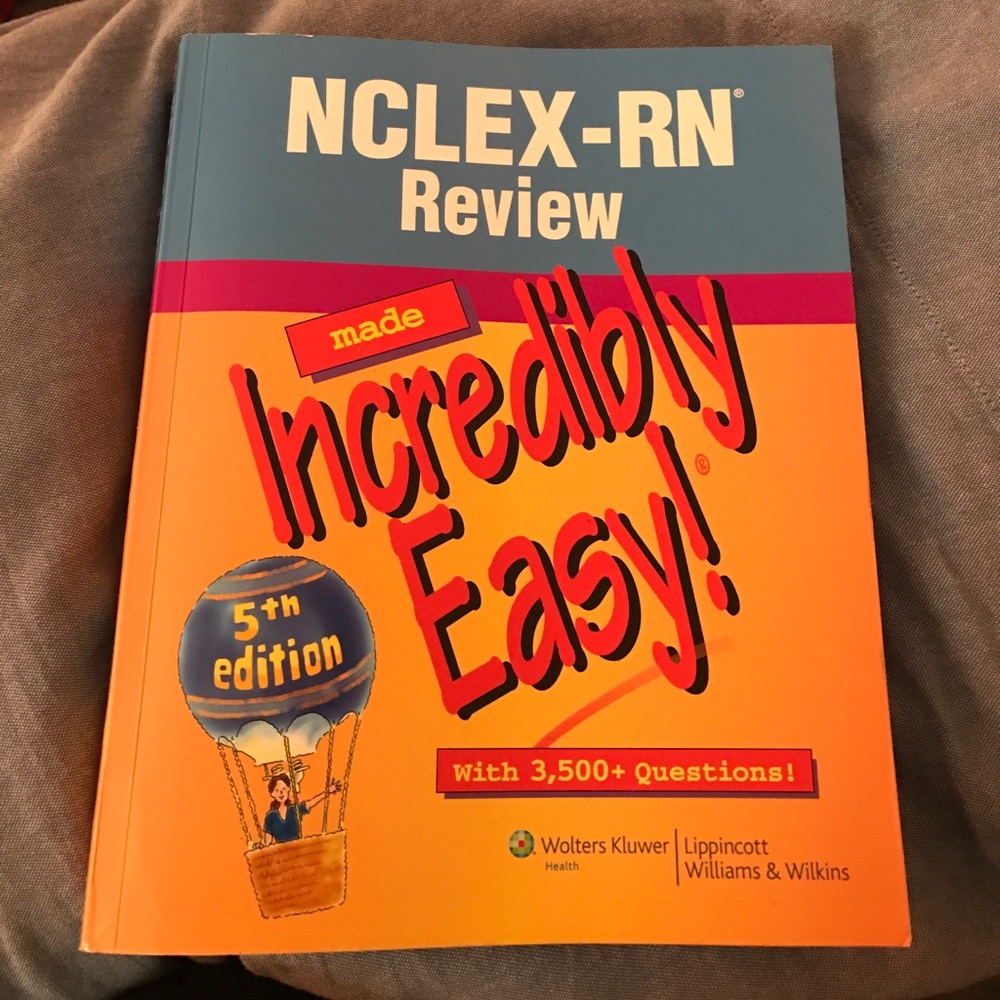 NCLEX-RN®
Review
made
Incredibly
Easy!®
5th
edition
With 3,500+ Questions!
Wolters Kluwer
Health
Lippincott
Williams & Wilkins